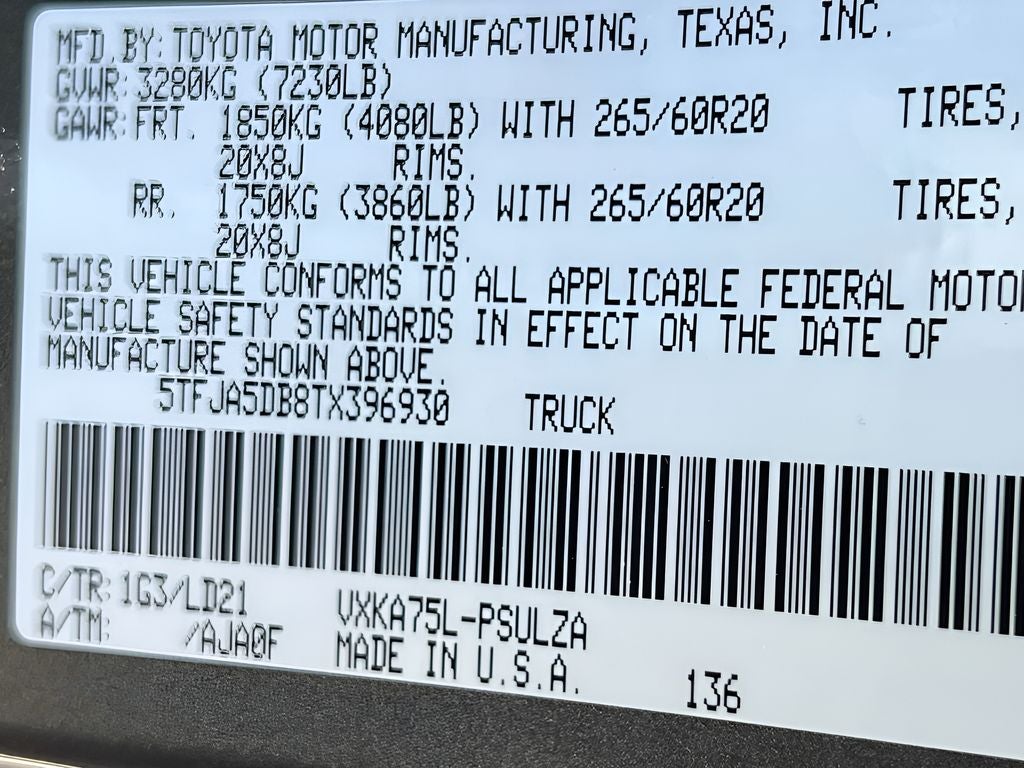 MFD.BY: TOYOTA MOTOR MANUFACTURING, TEXAS, INC.
GVWR: 3280KG (7230LB)
GAWR: FRT. 1850KG (4080LB) WITH 265/60R20 TIRES,
20X8J RIMS.
RR. 1750KG (3860LB) WITH 265/60R20 TIRES,
20X8J RIMS.
THIS VEHICLE CONFORMS TO ALL APPLICABLE FEDERAL MOTO
VEHICLE SAFETY STANDARDS IN EFFECT ON THE DATE OF
MANUFACTURE SHOWN ABOVE.
5TFJA5DB8TX396930 TRUCK
C/TR: 1G3/LD21 VXKA75L-PSULZA
A/TM: /AJA0F MADE IN U.S.A. 136